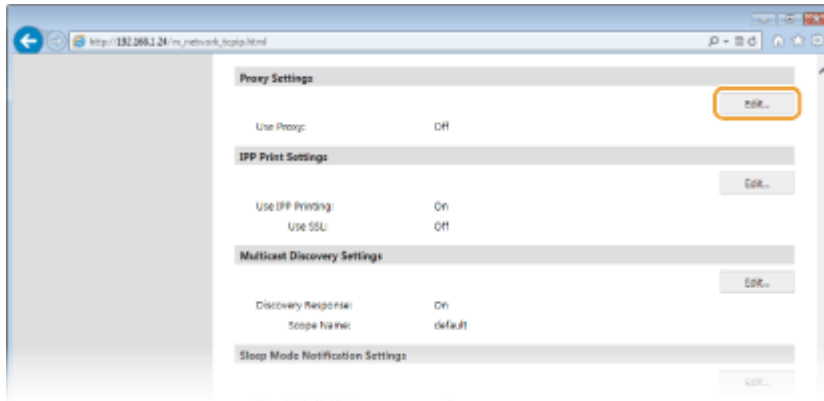 http://192.168.1.24/m_network_tcpip.html
Proxy Settings
Edit...
Use Proxy: Off
IPP Print Settings
Edit...
Use IPP Printing: On
Use SSL: Off
Multicast Discovery Settings
Edit...
Discovery Response: On
Scope Name: default
Sleep Mode Notification Settings
Edit...